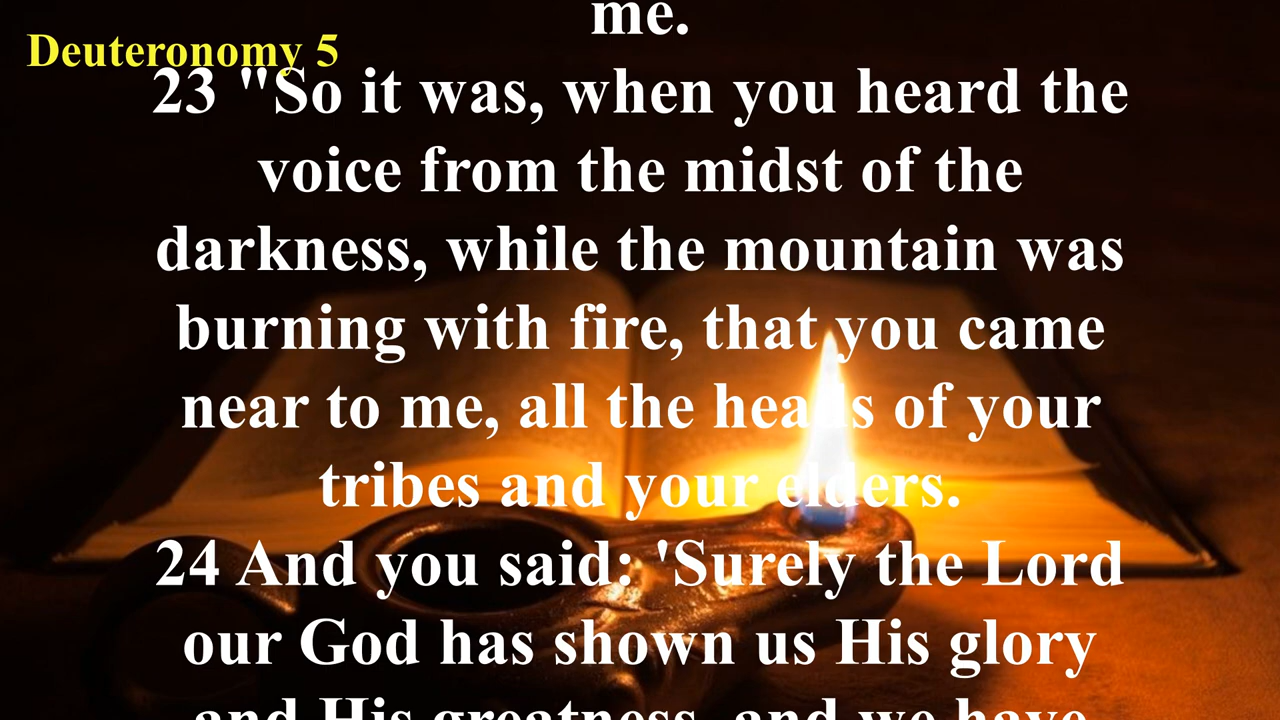 me.
Deuteronomy 5
23 "So it was, when you heard the
voice from the midst of the
darkness, while the mountain was
burning with fire, that you came
near to me, all the heads of your
tribes and your elders.
24 And you said: 'Surely the Lord
our God has shown us His glory
and His greatness, and we have